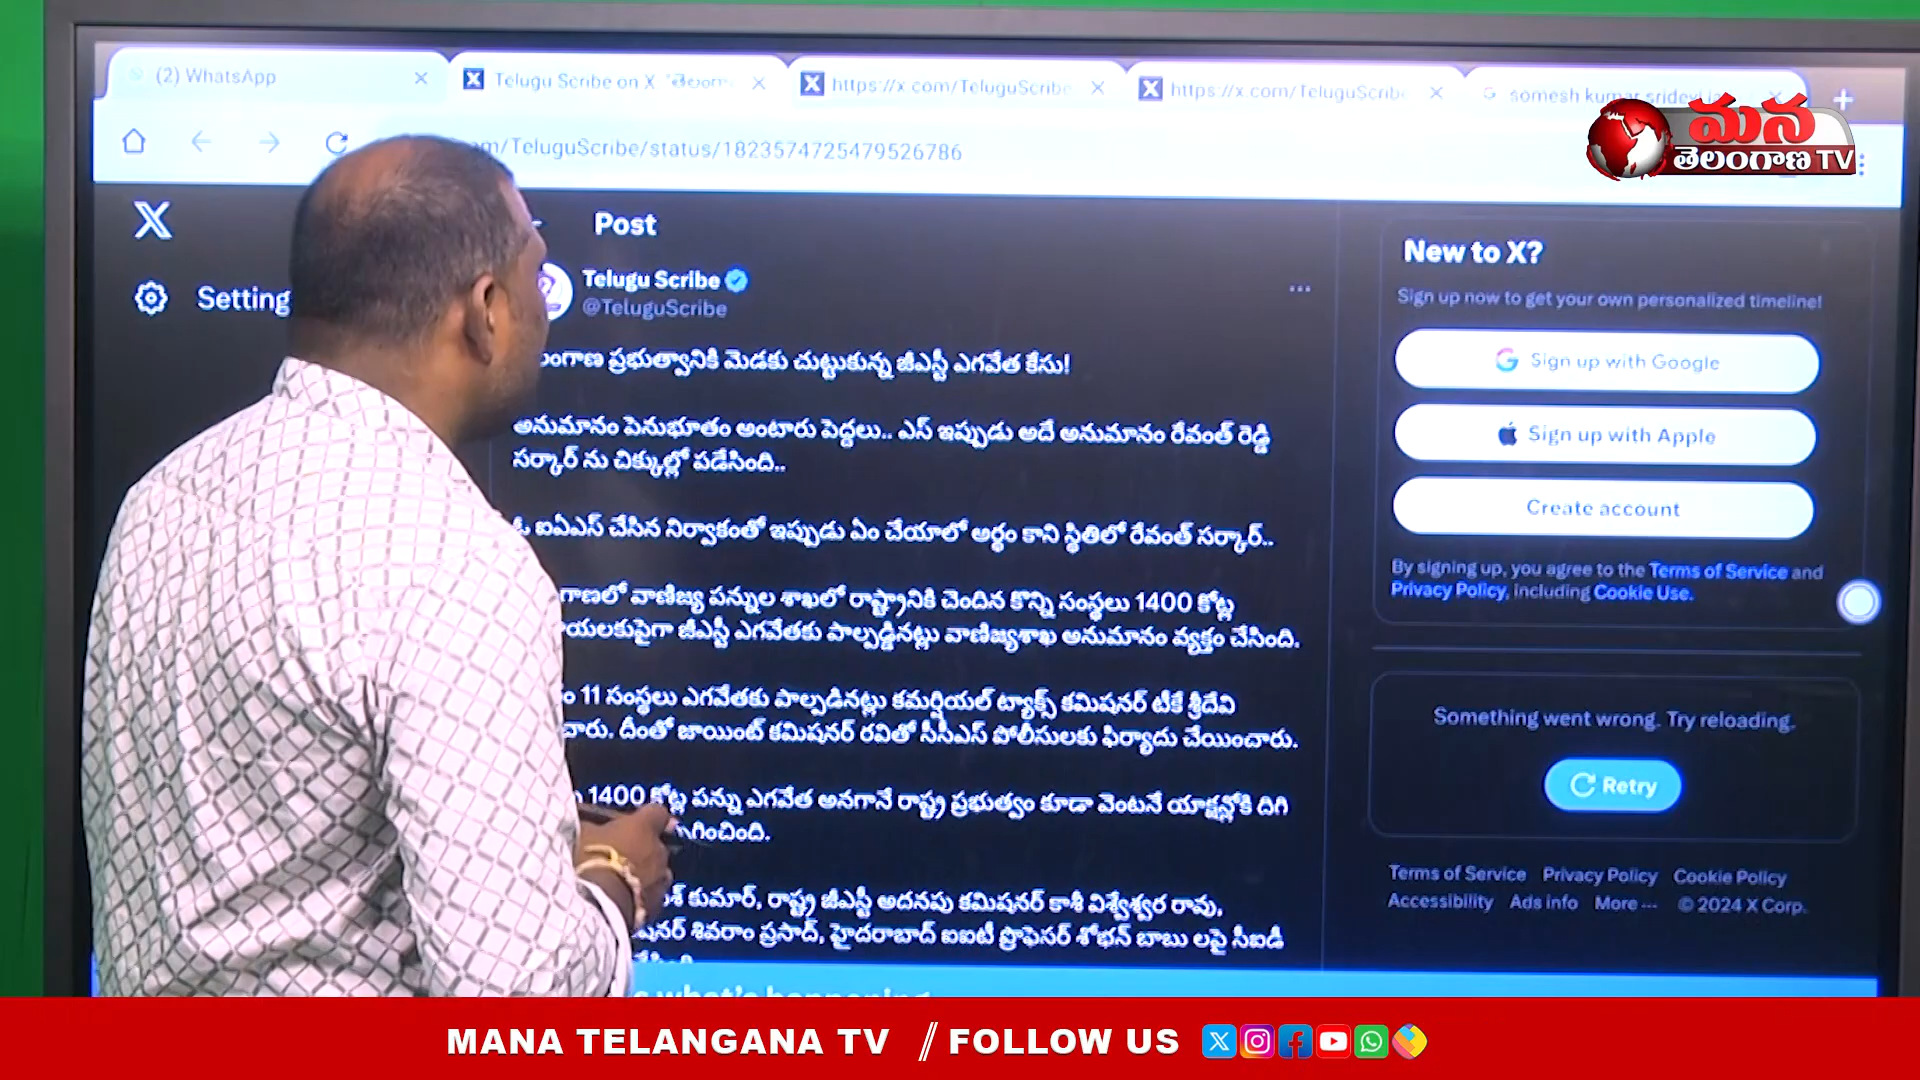 (2) WhatsApp
Telugu Scribe on X "తెలంగా
https://x.com/TeluguScribe
https://x.com/TeluguScribe
somesh kumar sridevi
మన
తెలంగాణ TV
om/TeluguScribe/status/1823574725479526786
Setting
Post
Telugu Scribe
@TeluguScribe
ంగాణ ప్రభుత్వానికి మెడకు చుట్టుకున్న జీఎస్టీ ఎగవేత కేసు!
అనుమానం పెనుభూతం అంటారు పెద్దలు.. ఎస్ ఇప్పుడు అదే అనుమానం రేవంత్ రెడ్డి
సర్కార్ ను చిక్కుల్లో పడేసింది..
ఓ ఐఏఎస్ చేసిన నిర్వాకంతో ఇప్పుడు ఏం చేయాలో అర్థం కాని స్థితిలో రేవంత్ సర్కార్..
గాణలో వాణిజ్య పన్నుల శాఖలో రాష్ట్రానికి చెందిన కొన్ని సంస్థలు 1400 కోట్ల
యలకుపైగా జీఎస్టీ ఎగవేతకు పాల్పడ్డినట్లు వాణిజ్యశాఖ అనుమానం వ్యక్తం చేసింది.
ం 11 సంస్థలు ఎగవేతకు పాల్పడినట్లు కమర్షియల్ ట్యాక్స్ కమిషనర్ టీకే శ్రీదేవి
చారు. దీంతో జాయింట్ కమిషనర్ రవితో సీసీఎస్ పోలీసులకు ఫిర్యాదు చేయించారు.
1400 కోట్ల పన్ను ఎగవేత అనగానే రాష్ట్ర ప్రభుత్వం కూడా వెంటనే యాక్షన్లోకి దిగి
గించింది.
శ్ కుమార్, రాష్ట్ర జీఎస్టీ అదనపు కమిషనర్ కాశీ విశ్వేశ్వర రావు,
షనర్ శివరాం ప్రసాద్, హైదరాబాద్ ఐఐటీ ప్రొఫెసర్ శోభన్ బాబు లపై సీఐడీ
what's happening
New to X?
Sign up now to get your own personalized timeline!
Sign up with Google
Sign up with Apple
Create account
By signing up, you agree to the Terms of Service and
Privacy Policy, including Cookie Use.
Something went wrong. Try reloading.
Retry
Terms of Service Privacy Policy Cookie Policy
Accessibility Ads info More ··· © 2024 X Corp.
MANA TELANGANA TV // FOLLOW US